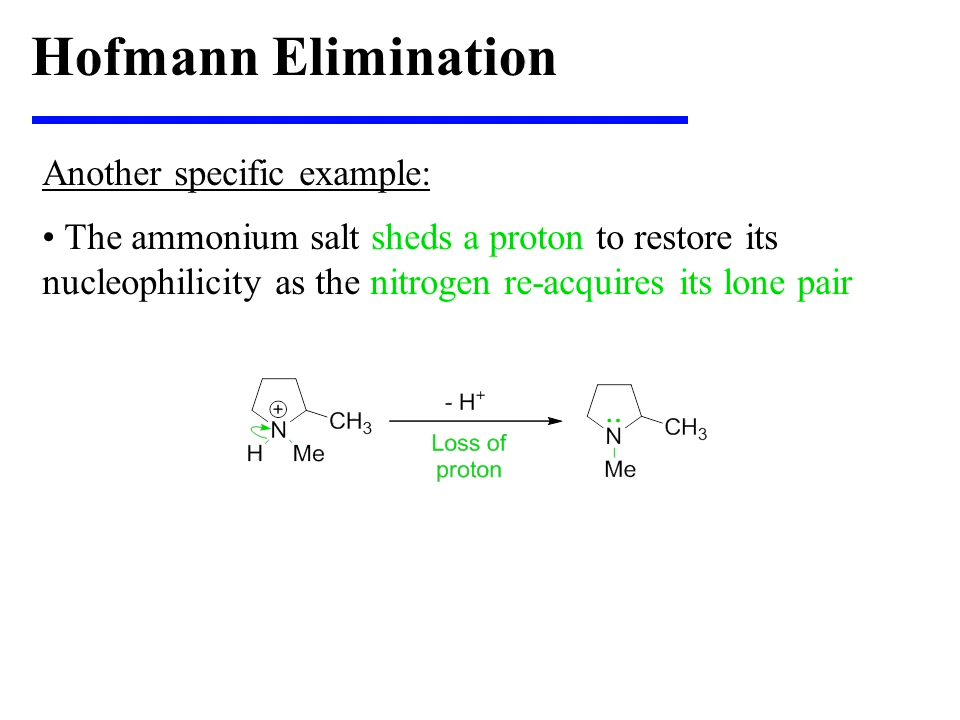 Hofmann Elimination
Another specific example:
• The ammonium salt sheds a proton to restore its
nucleophilicity as the nitrogen re-acquires its lone pair
+
N
H Me
CH3
- H+
Loss of
proton
N
Me
CH3